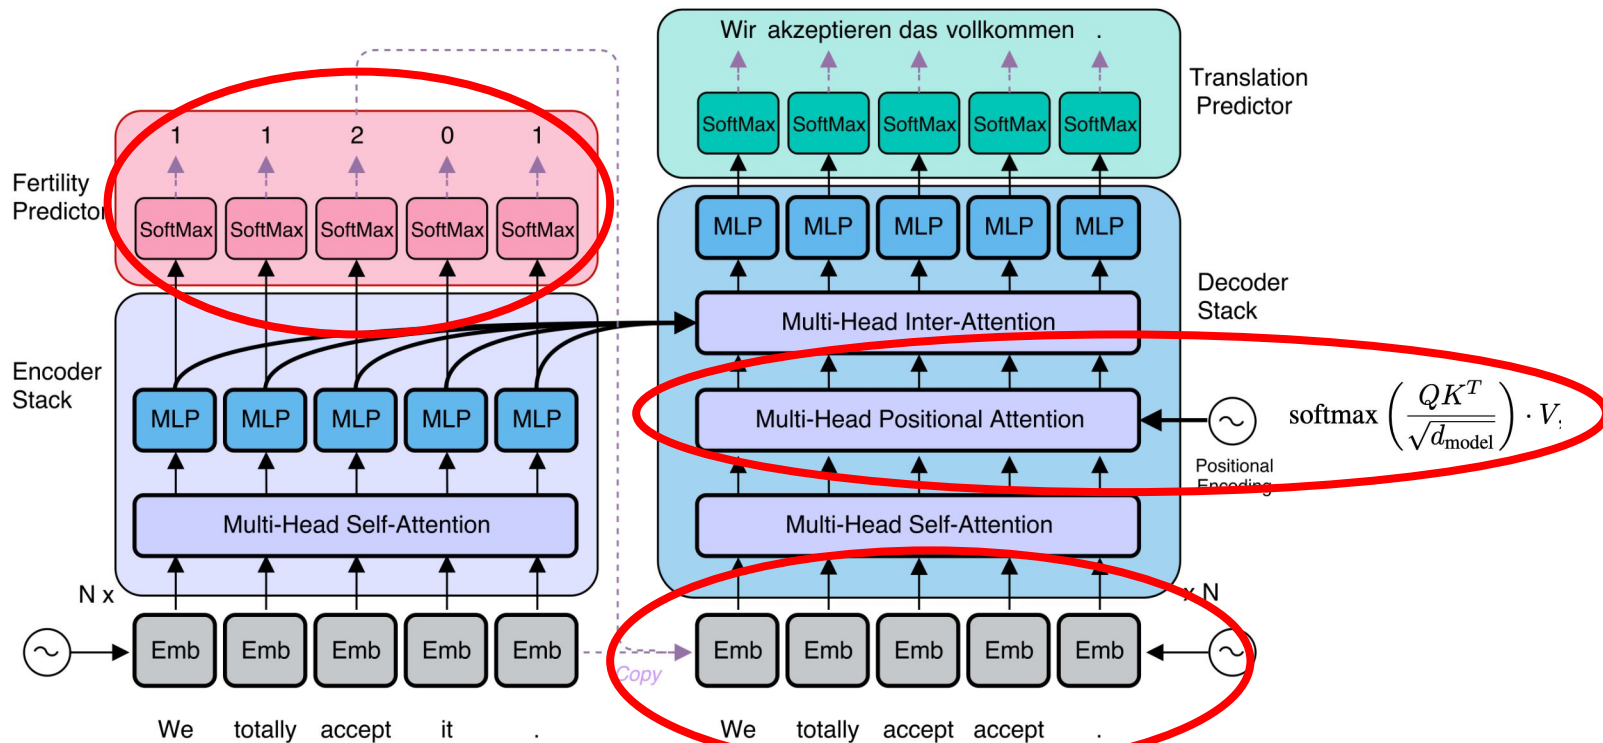 Wir akzeptieren das vollkommen .
Translation
Predictor
SoftMax SoftMax SoftMax SoftMax SoftMax
1 1 2 0 1
Fertility
Predictor
SoftMax SoftMax SoftMax SoftMax SoftMax
MLP MLP MLP MLP MLP
Decoder
Stack
Multi-Head Inter-Attention
Encoder
Stack
MLP MLP MLP MLP MLP
Multi-Head Positional Attention
softmax ( QK^T / √d_model ) · V,
Positional
Encoding
Multi-Head Self-Attention
Multi-Head Self-Attention
N x
x N
Emb Emb Emb Emb Emb
Copy
Emb Emb Emb Emb Emb
We totally accept it .
We totally accept accept .